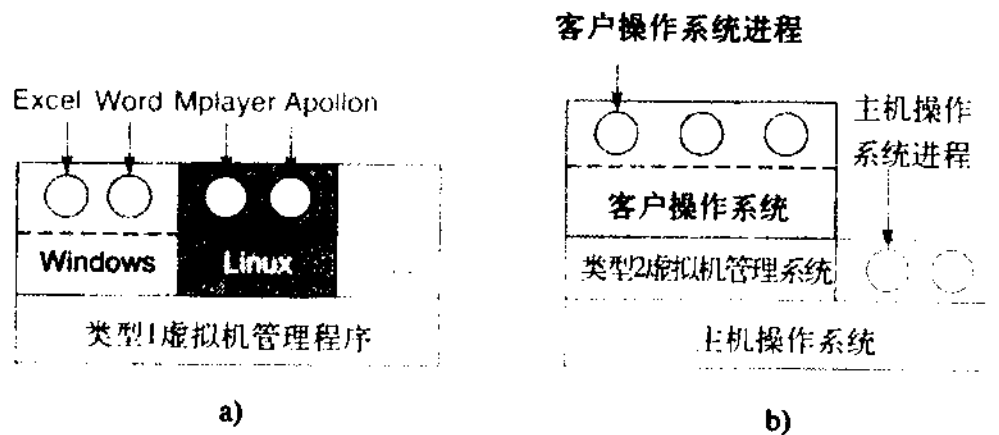 Excel Word Mplayer Apollon
Windows
Linux
类型1虚拟机管理程序
a)
客户操作系统进程
主机操作
系统进程
客户操作系统
类型2虚拟机管理系统
主机操作系统
b)